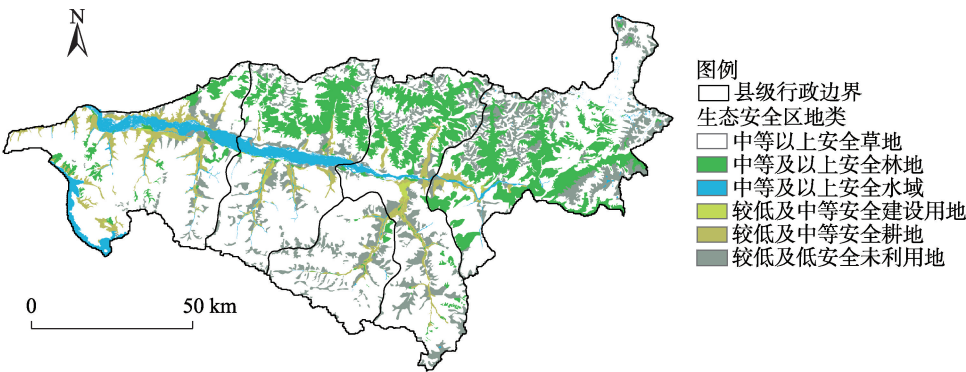 N
图例
县级行政边界
生态安全区地类
中等以上安全草地
中等及以上安全林地
中等及以上安全水域
较低及中等安全建设用地
较低及中等安全耕地
较低及低安全未利用地
0 50 km